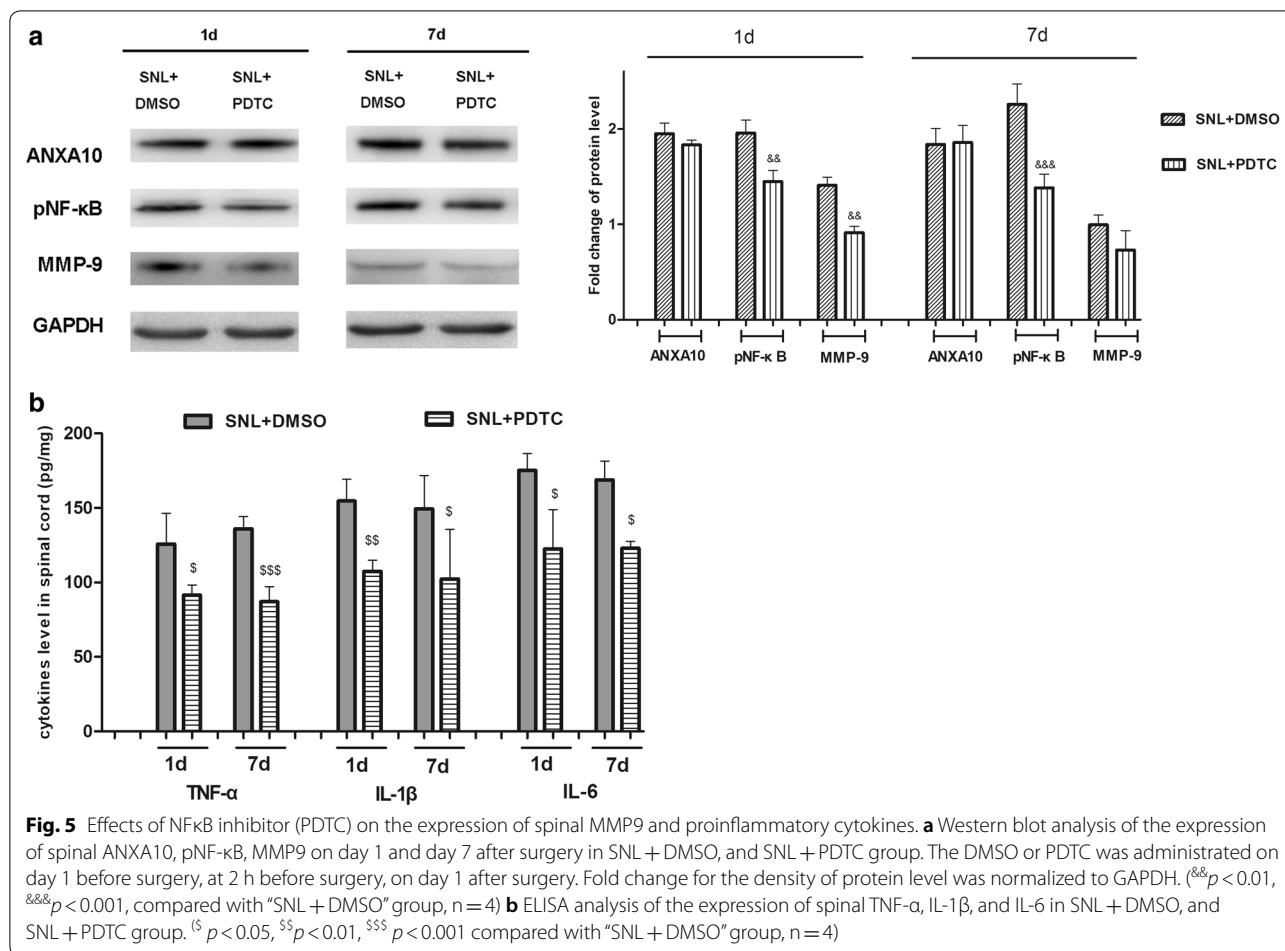 a
1d 7d
SNL+ SNL+ SNL+ SNL+
DMSO PDTC DMSO PDTC
ANXA10
pNF-κB
MMP-9
GAPDH
1d 7d
Fold change of protein level
2
1
0
&& && &&&
ANXA10 pNF-κ B MMP-9 ANXA10 pNF-κ B MMP-9
SNL+DMSO
SNL+PDTC
b
SNL+DMSO SNL+PDTC
cytokines level in spinal cord (pg/mg)
200
150
100
50
0
$ $$$ $$ $ $ $
1d 7d 1d 7d 1d 7d
TNF-α IL-1β IL-6
Fig. 5 Effects of NFκB inhibitor (PDTC) on the expression of spinal MMP9 and proinflammatory cytokines. a Western blot analysis of the expression
of spinal ANXA10, pNF-κB, MMP9 on day 1 and day 7 after surgery in SNL + DMSO, and SNL + PDTC group. The DMSO or PDTC was administrated on
day 1 before surgery, at 2 h before surgery, on day 1 after surgery. Fold change for the density of protein level was normalized to GAPDH. (&&p < 0.01,
&&&p < 0.001, compared with “SNL + DMSO” group, n = 4) b ELISA analysis of the expression of spinal TNF-α, IL-1β, and IL-6 in SNL + DMSO, and
SNL + PDTC group. ($ p < 0.05, $$p < 0.01, $$$ p < 0.001 compared with “SNL + DMSO” group, n = 4)